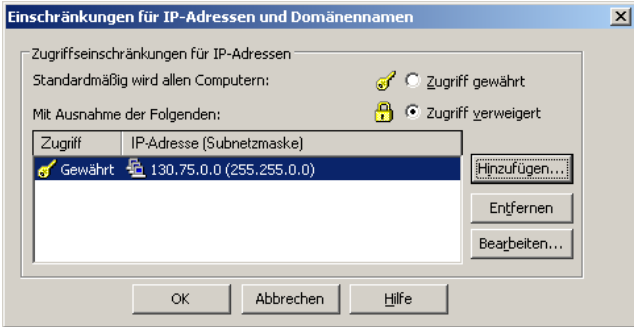 Einschränkungen für IP-Adressen und Domänennamen
Zugriffseinschränkungen für IP-Adressen
Standardmäßig wird allen Computern:
Zugriff gewährt
Mit Ausnahme der Folgenden:
Zugriff verweigert
Zugriff IP-Adresse (Subnetzmaske)
Gewährt 130.75.0.0 (255.255.0.0)
Hinzufügen...
Entfernen
Bearbeiten...
OK Abbrechen Hilfe